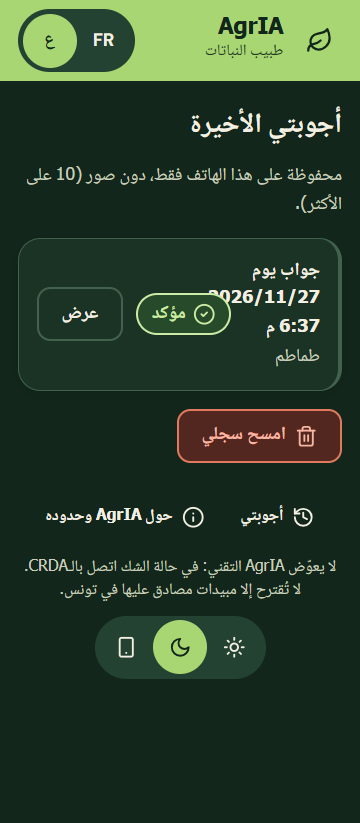 AgrIA
طبيب النباتات
FR
ع
أجوبتي الأخيرة
محفوظة على هذا الهاتف فقط، دون صور (10 على
الأكثر).
جواب يوم
2026/11/27
6:37 م
طماطم
مؤكد
عرض
امسح سجلي
أجوبتي
حول AgrIA وحدوده
لا يعوّض AgrIA التقني: في حالة الشك اتصل بالـCRDA.
لا تُقترح إلا مبيدات مصادق عليها في تونس.